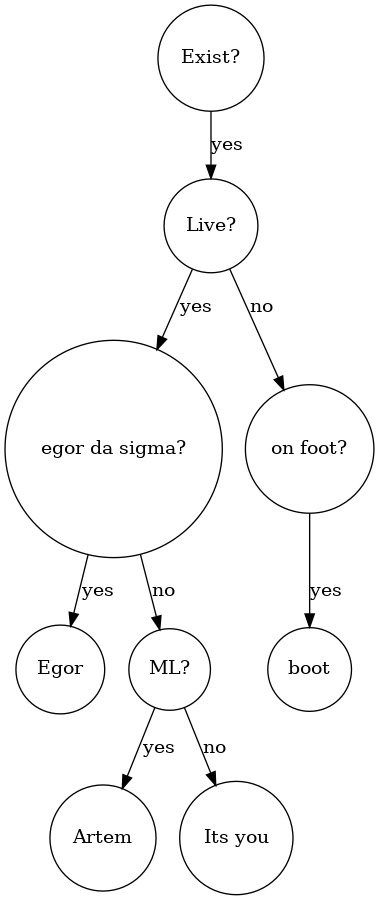 Exist?
yes
Live?
yes
no
egor da sigma?
on foot?
yes
no
yes
Egor
ML?
boot
yes
no
Artem
Its you